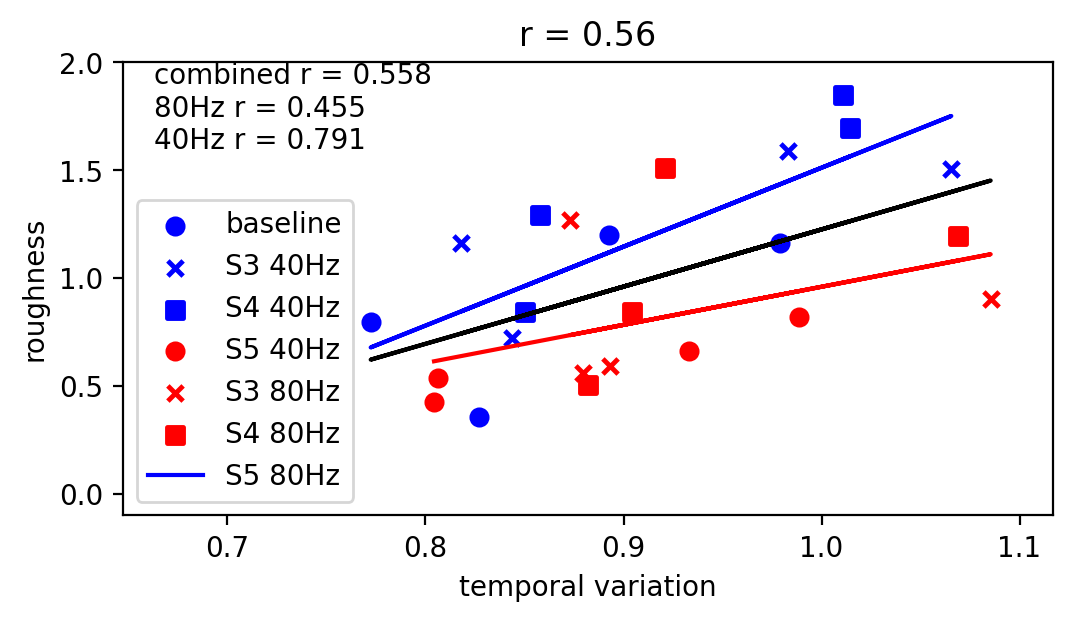 r = 0.56
combined r = 0.558
80Hz r = 0.455
40Hz r = 0.791
baseline
S3 40Hz
S4 40Hz
S5 40Hz
S3 80Hz
S4 80Hz
S5 80Hz
roughness
2.0
1.5
1.0
0.5
0.0
0.7 0.8 0.9 1.0 1.1
temporal variation